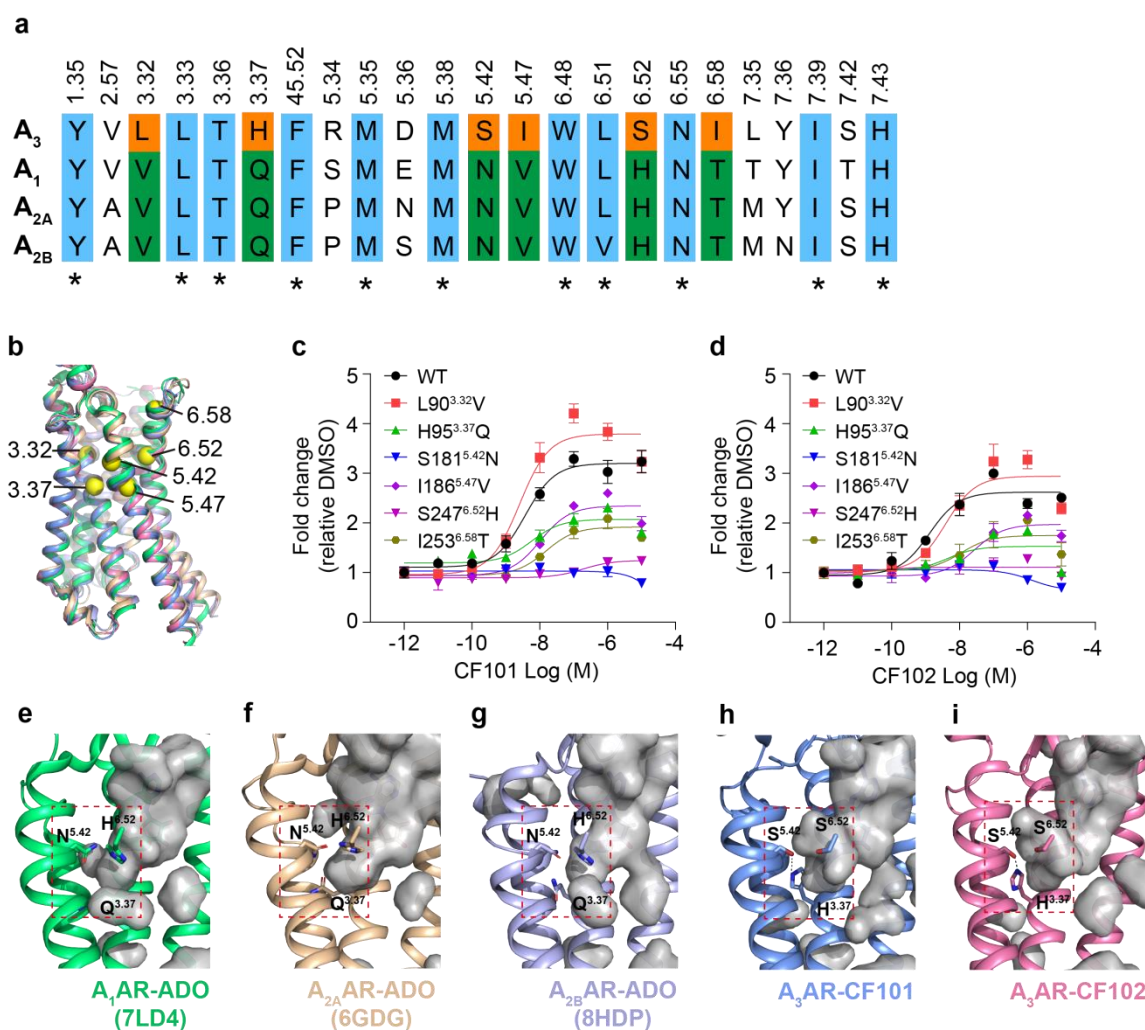 a
1.35 2.57 3.32 3.33 3.36 3.37 45.52 5.34 5.35 5.36 5.38 5.42 5.47 6.48 6.51 6.52 6.55 6.58 7.35 7.36 7.39 7.42 7.43
A3 Y V L L T H F R M D M S I W L S N I L Y I S H
A1 Y V V L T Q F S M E M N V W L H N T T Y I T H
A2A Y A V L T Q F P M N M N V W L H N T M Y I S H
A2B Y A V L T Q F P M S M N V W V H N T M N I S H
* * * * * * * * * * *
b
6.58
3.32
6.52
5.42
3.37
5.47
c
5
4
3
2
1
0
Fold change
(relative DMSO)
WT
L90^3.32V
H95^3.37Q
S181^5.42N
I186^5.47V
S247^6.52H
I253^6.58T
-12 -10 -8 -6 -4
CF101 Log (M)
d
5
4
3
2
1
0
Fold change
(relative DMSO)
WT
L90^3.32V
H95^3.37Q
S181^5.42N
I186^5.47V
S247^6.52H
I253^6.58T
-12 -10 -8 -6 -4
CF102 Log (M)
e
H^6.52
N^5.42
Q^3.37
A1AR-ADO
(7LD4)
f
H^6.52
N^5.42
Q^3.37
A2AAR-ADO
(6GDG)
g
H^6.52
N^5.42
Q^3.37
A2BAR-ADO
(8HDP)
h
S^5.42
S^6.52
H^3.37
A3AR-CF101
i
S^5.42
S^6.52
H^3.37
A3AR-CF102